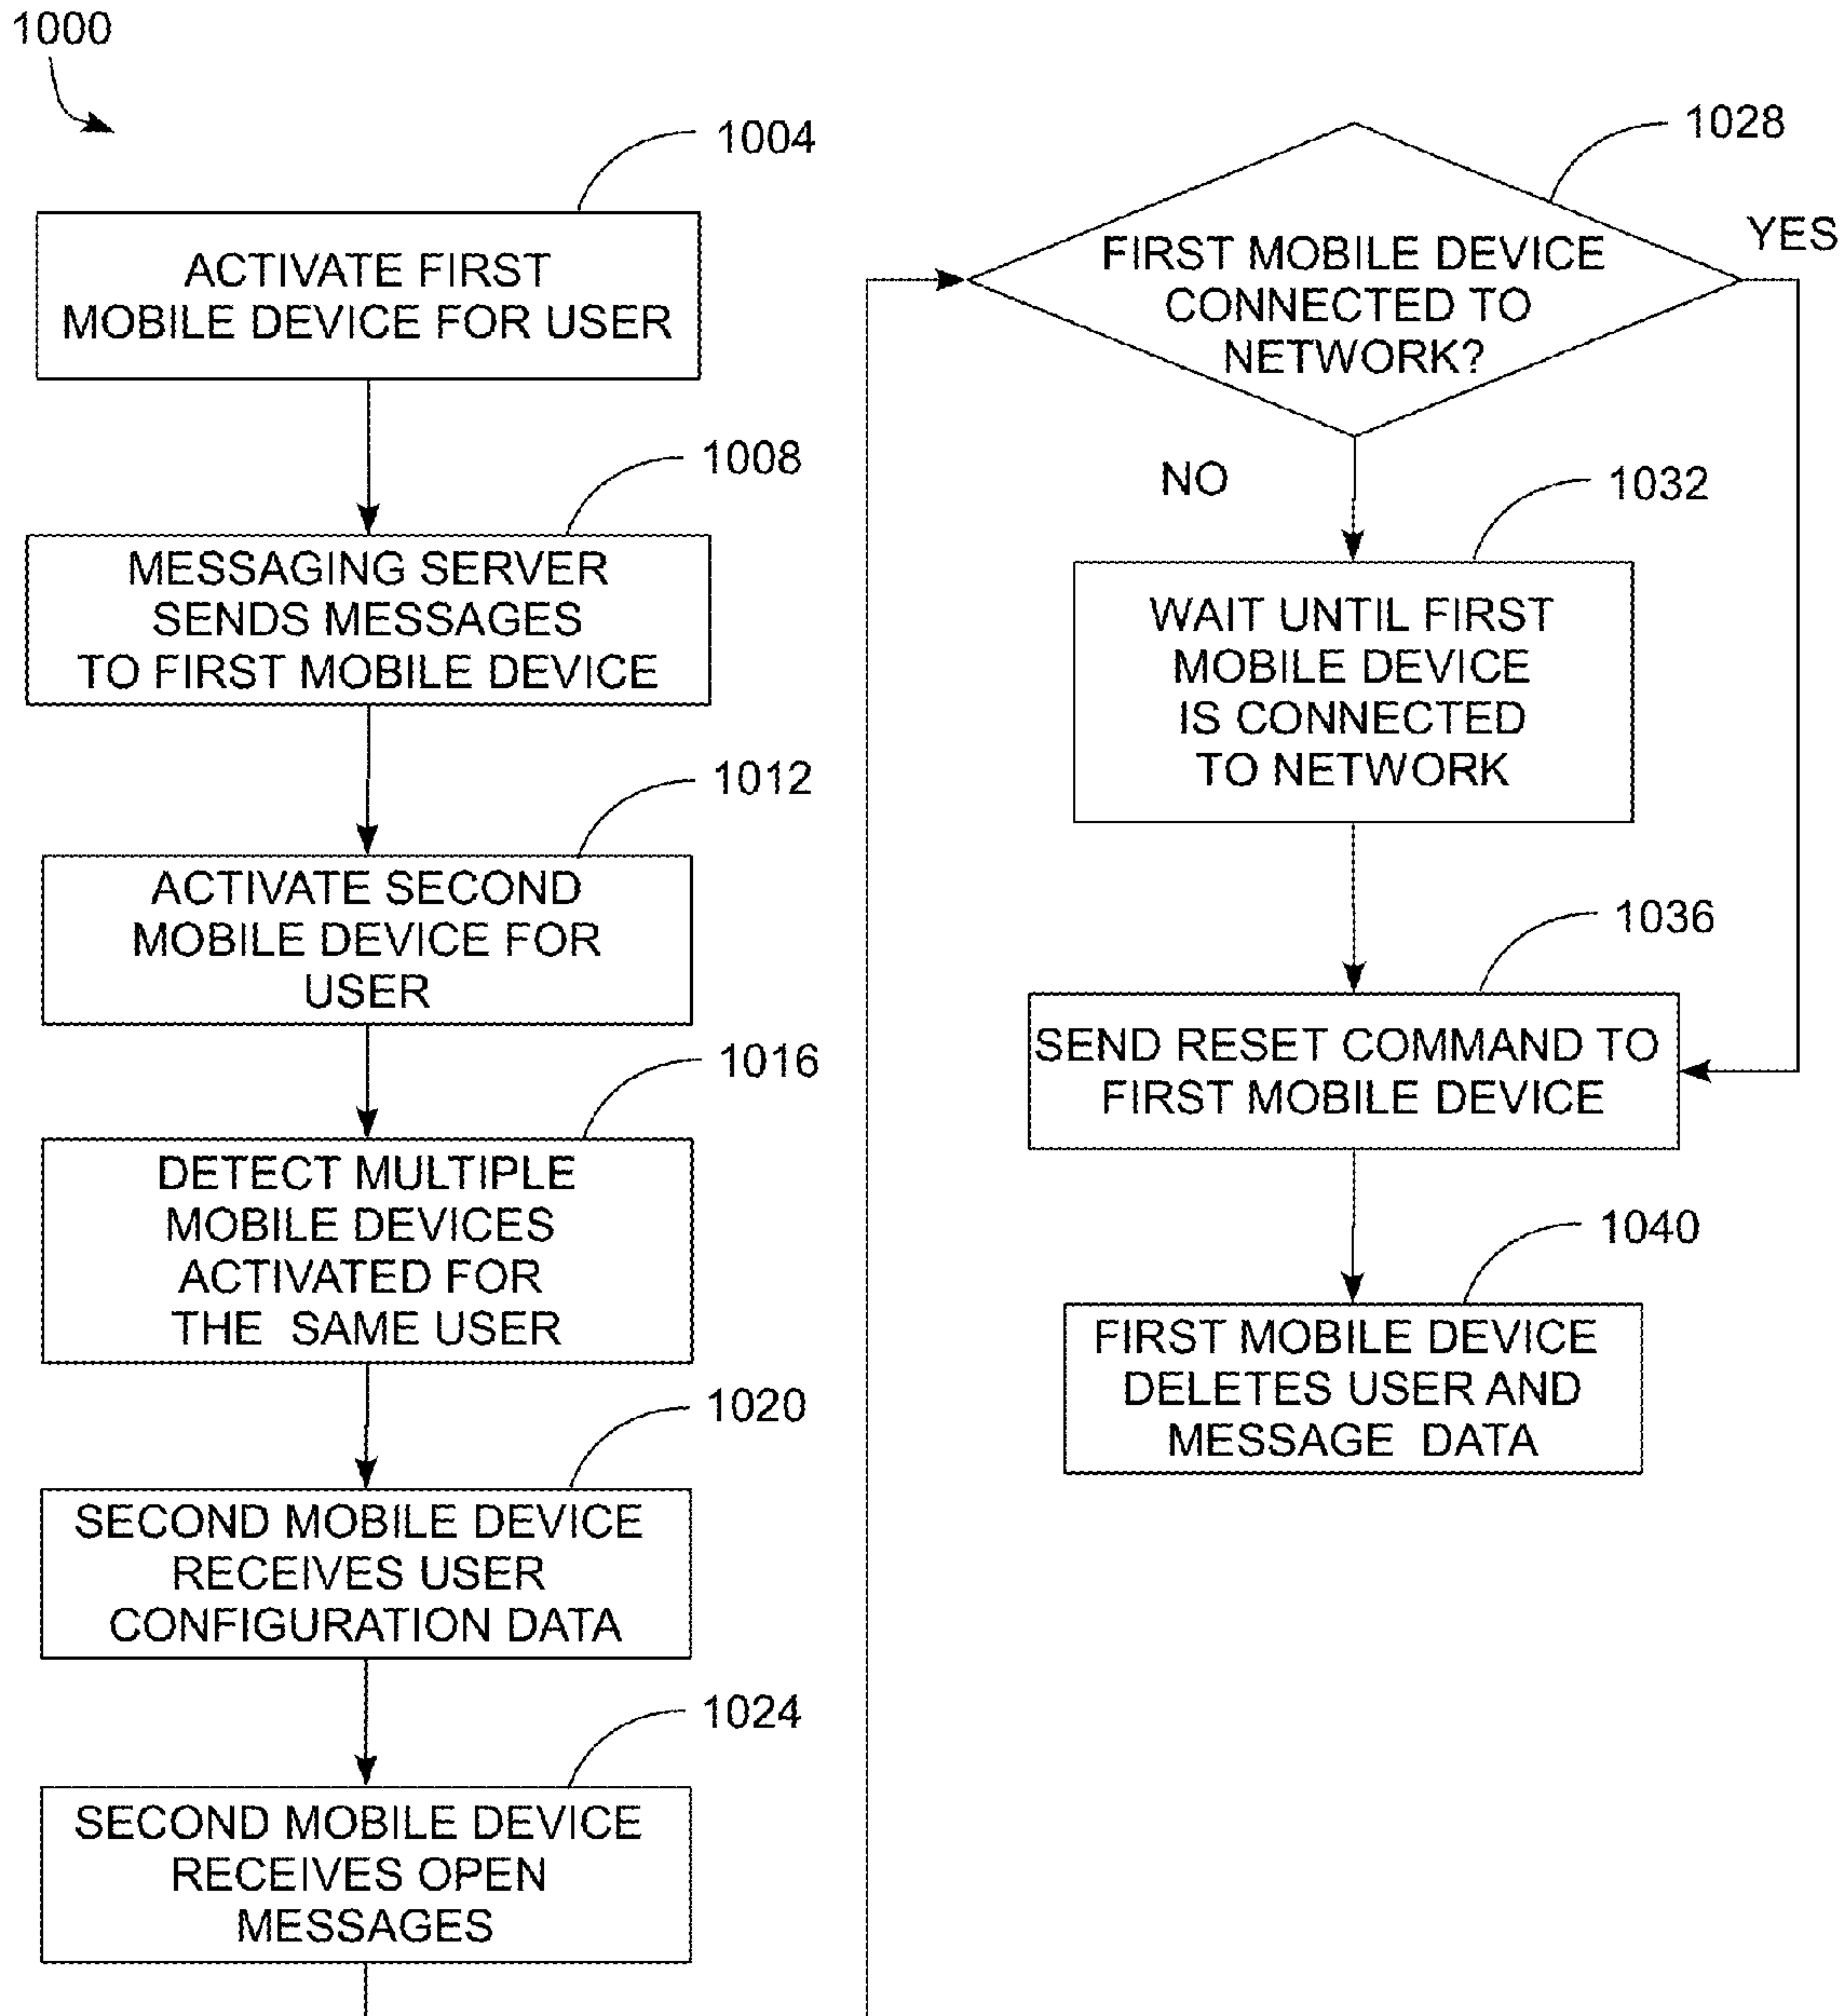 1000
1004
ACTIVATE FIRST
MOBILE DEVICE FOR USER
1008
MESSAGING SERVER
SENDS MESSAGES
TO FIRST MOBILE DEVICE
1012
ACTIVATE SECOND
MOBILE DEVICE FOR
USER
1016
DETECT MULTIPLE
MOBILE DEVICES
ACTIVATED FOR
THE SAME USER
1020
SECOND MOBILE DEVICE
RECEIVES USER
CONFIGURATION DATA
1024
SECOND MOBILE DEVICE
RECEIVES OPEN
MESSAGES
1028
FIRST MOBILE DEVICE
CONNECTED TO
NETWORK?
YES
NO
1032
WAIT UNTIL FIRST
MOBILE DEVICE
IS CONNECTED
TO NETWORK
1036
SEND RESET COMMAND TO
FIRST MOBILE DEVICE
1040
FIRST MOBILE DEVICE
DELETES USER AND
MESSAGE DATA